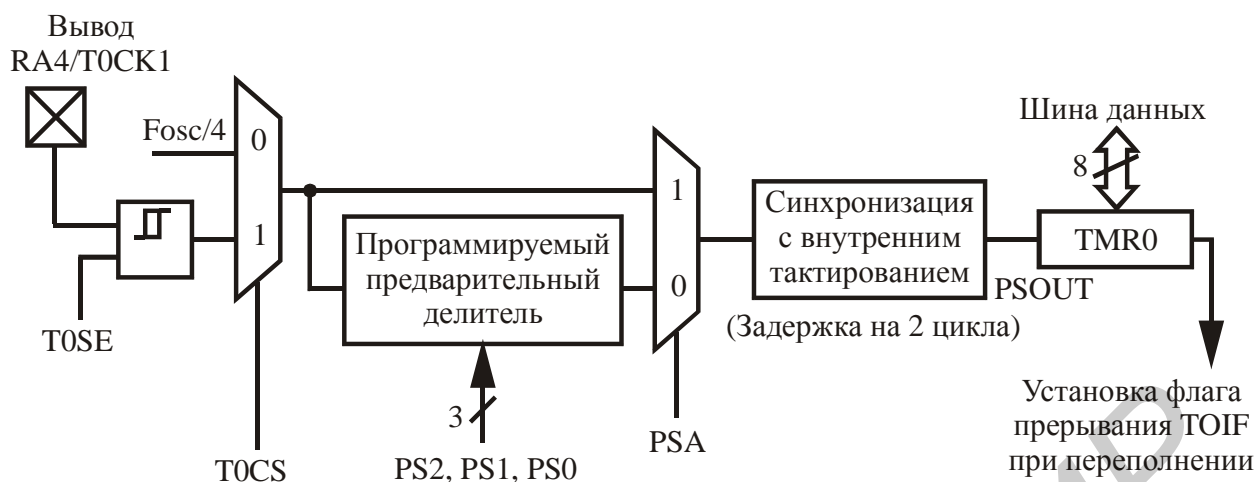 Вывод
RA4/T0CK1
Fosc/4
0
1
T0SE
T0CS
Программируемый
предварительный
делитель
3
PS2, PS1, PS0
1
0
PSA
Синхронизация
с внутренним
тактированием
(Задержка на 2 цикла)
PSOUT
Шина данных
8
TMR0
Установка флага
прерывания TOIF
при переполнении